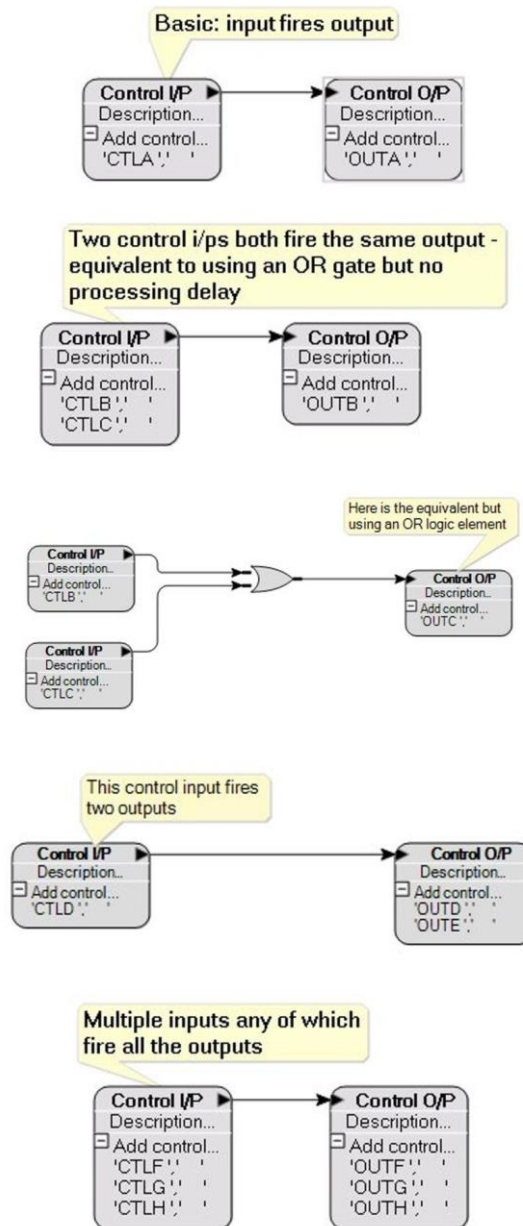 Basic: input fires output
Control I/P
Description...
Add control...
'CTLA ','     '
Control O/P
Description...
Add control...
'OUTA ','     '
Two control i/ps both fire the same output -
equivalent to using an OR gate but no
processing delay
Control I/P
Description...
Add control...
'CTLB ','     '
'CTLC ','     '
Control O/P
Description...
Add control...
'OUTB ','     '
Here is the equivalent but
using an OR logic element
Control I/P
Description...
Add control...
'CTLB ','     '
Control I/P
Description...
Add control...
'CTLC ','     '
Control O/P
Description...
Add control...
'OUTC ','     '
This control input fires
two outputs
Control I/P
Description...
Add control...
'CTLD ','     '
Control O/P
Description...
Add control...
'OUTD ','     '
'OUTE ','     '
Multiple inputs any of which
fire all the outputs
Control I/P
Description...
Add control...
'CTLF ','     '
'CTLG ','     '
'CTLH ','     '
Control O/P
Description...
Add control...
'OUTF ','     '
'OUTG ','     '
'OUTH ','     '